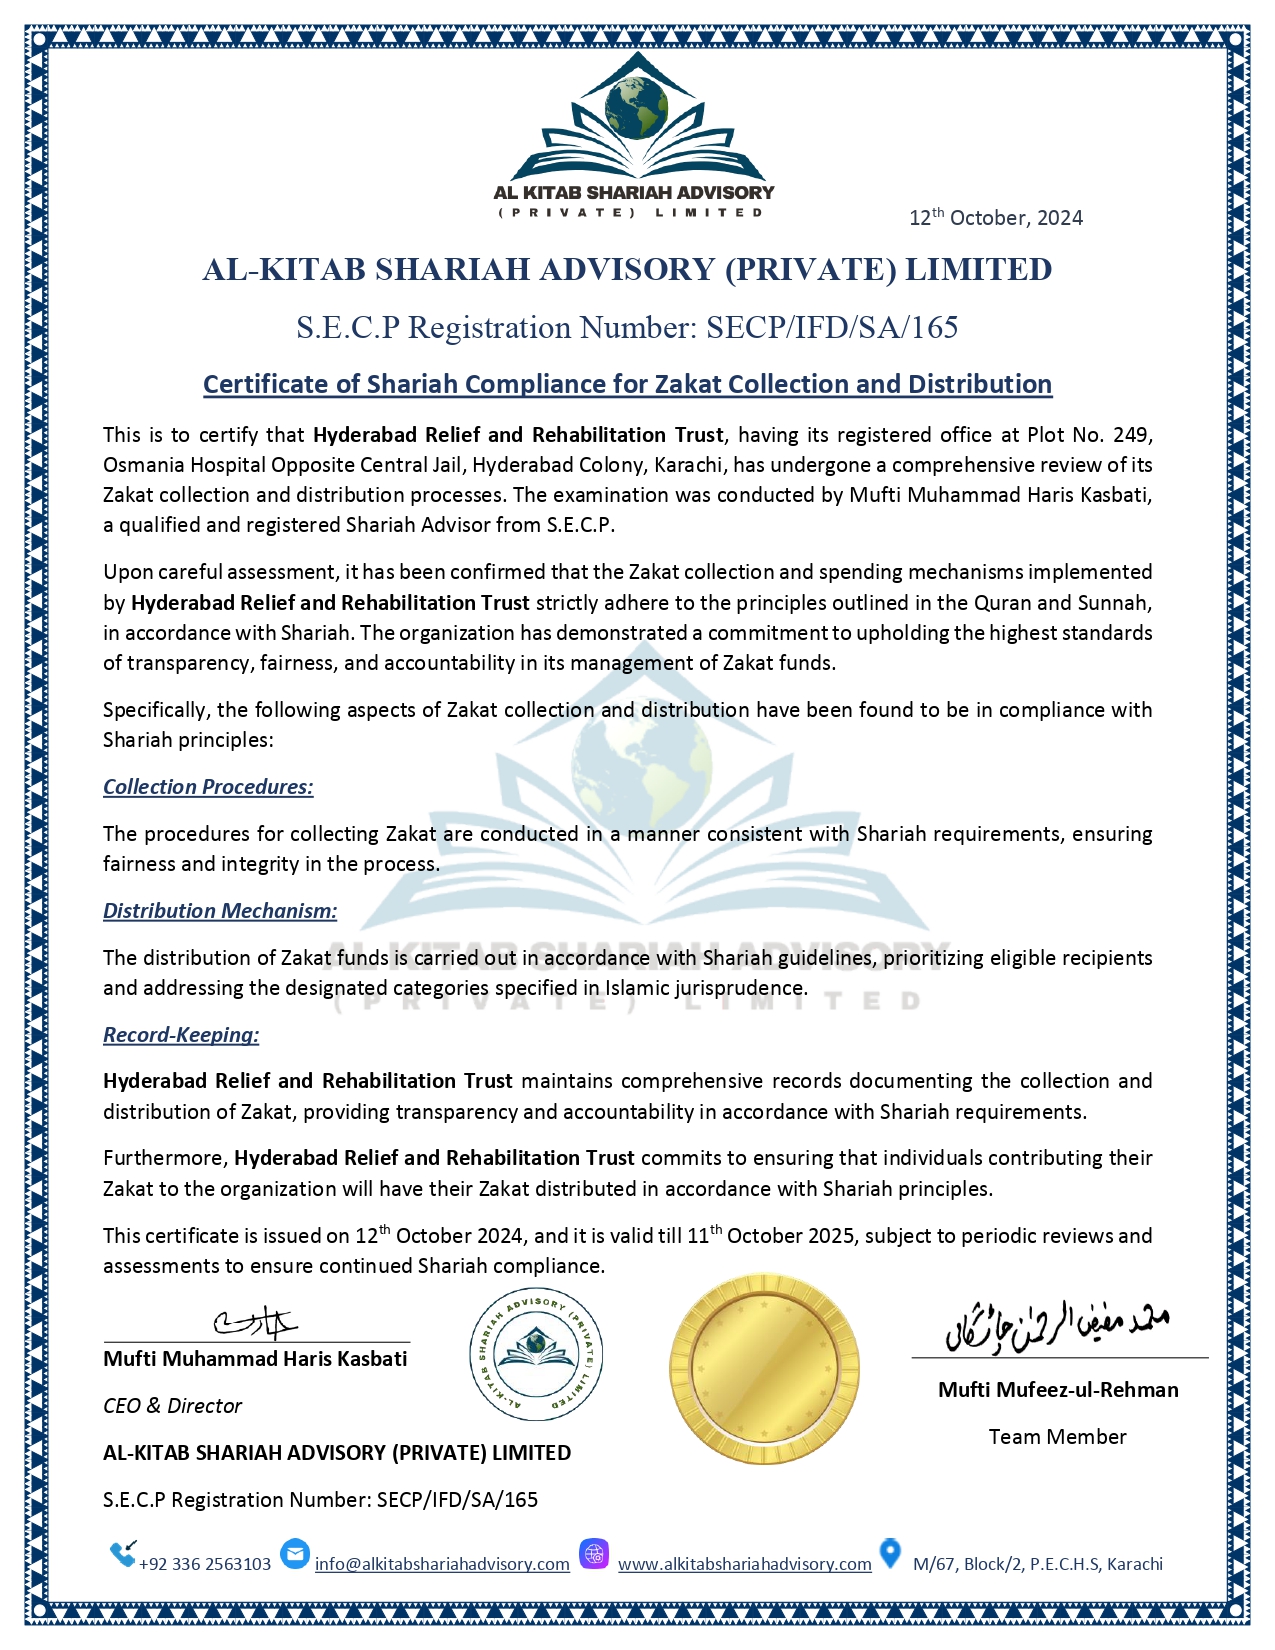 AL KITAB SHARIAH ADVISORY
(PRIVATE) LIMITED
12th October, 2024
AL-KITAB SHARIAH ADVISORY (PRIVATE) LIMITED
S.E.C.P Registration Number: SECP/IFD/SA/165
Certificate of Shariah Compliance for Zakat Collection and Distribution
This is to certify that Hyderabad Relief and Rehabilitation Trust, having its registered office at Plot No. 249,
Osmania Hospital Opposite Central Jail, Hyderabad Colony, Karachi, has undergone a comprehensive review of its
Zakat collection and distribution processes. The examination was conducted by Mufti Muhammad Haris Kasbati,
a qualified and registered Shariah Advisor from S.E.C.P.
Upon careful assessment, it has been confirmed that the Zakat collection and spending mechanisms implemented
by Hyderabad Relief and Rehabilitation Trust strictly adhere to the principles outlined in the Quran and Sunnah,
in accordance with Shariah. The organization has demonstrated a commitment to upholding the highest standards
of transparency, fairness, and accountability in its management of Zakat funds.
Specifically, the following aspects of Zakat collection and distribution have been found to be in compliance with
Shariah principles:
Collection Procedures:
The procedures for collecting Zakat are conducted in a manner consistent with Shariah requirements, ensuring
fairness and integrity in the process.
Distribution Mechanism:
AL KITAB SHARIAH ADVISORY
The distribution of Zakat funds is carried out in accordance with Shariah guidelines, prioritizing eligible recipients
and addressing the designated categories specified in Islamic jurisprudence.
(PRIVATE) LIMITED
Record-Keeping:
Hyderabad Relief and Rehabilitation Trust maintains comprehensive records documenting the collection and
distribution of Zakat, providing transparency and accountability in accordance with Shariah requirements.
Furthermore, Hyderabad Relief and Rehabilitation Trust commits to ensuring that individuals contributing their
Zakat to the organization will have their Zakat distributed in accordance with Shariah principles.
This certificate is issued on 12th October 2024, and it is valid till 11th October 2025, subject to periodic reviews and
assessments to ensure continued Shariah compliance.
Mufti Muhammad Haris Kasbati
CEO & Director
AL-KITAB SHARIAH ADVISORY (PRIVATE) LIMITED
S.E.C.P Registration Number: SECP/IFD/SA/165
AL-KITAB SHARIAH ADVISORY (PRIVATE) LIMITED
محمد مفیض الرحمٰن چاٹگامی
Mufti Mufeez-ul-Rehman
Team Member
+92 336 2563103 info@alkitabshariahadvisory.com www.alkitabshariahadvisory.com M/67, Block/2, P.E.C.H.S, Karachi